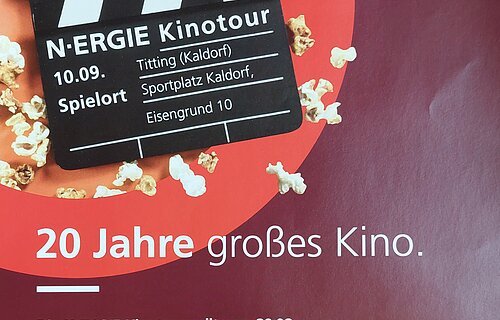 N·ERGIE Kinotour
10.09. Titting (Kaldorf)
Spielort Sportplatz Kaldorf,
Eisengrund 10
20 Jahre großes Kino.